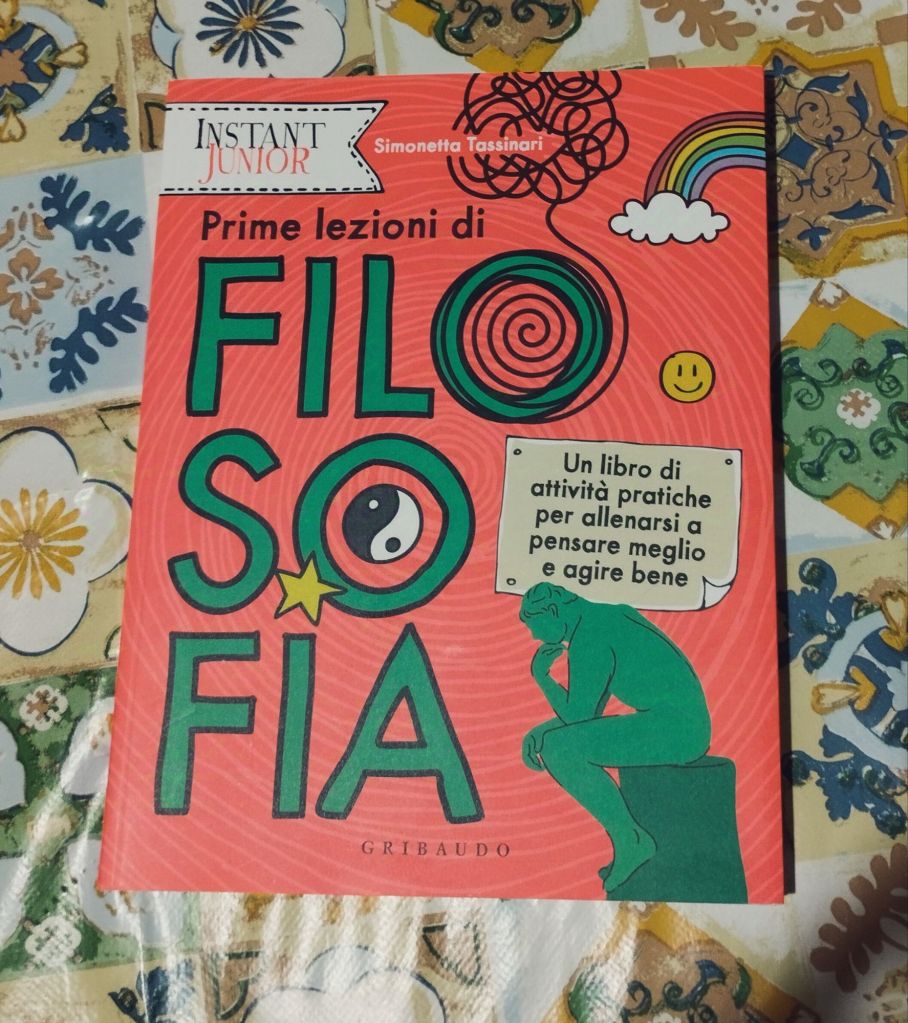 INSTANT
JUNIOR
Simonetta Tassinari
Prime lezioni di
FILO
SO
FIA
Un libro di
attività pratiche
per allenarsi a
pensare meglio
e agire bene
GRIBAUDO